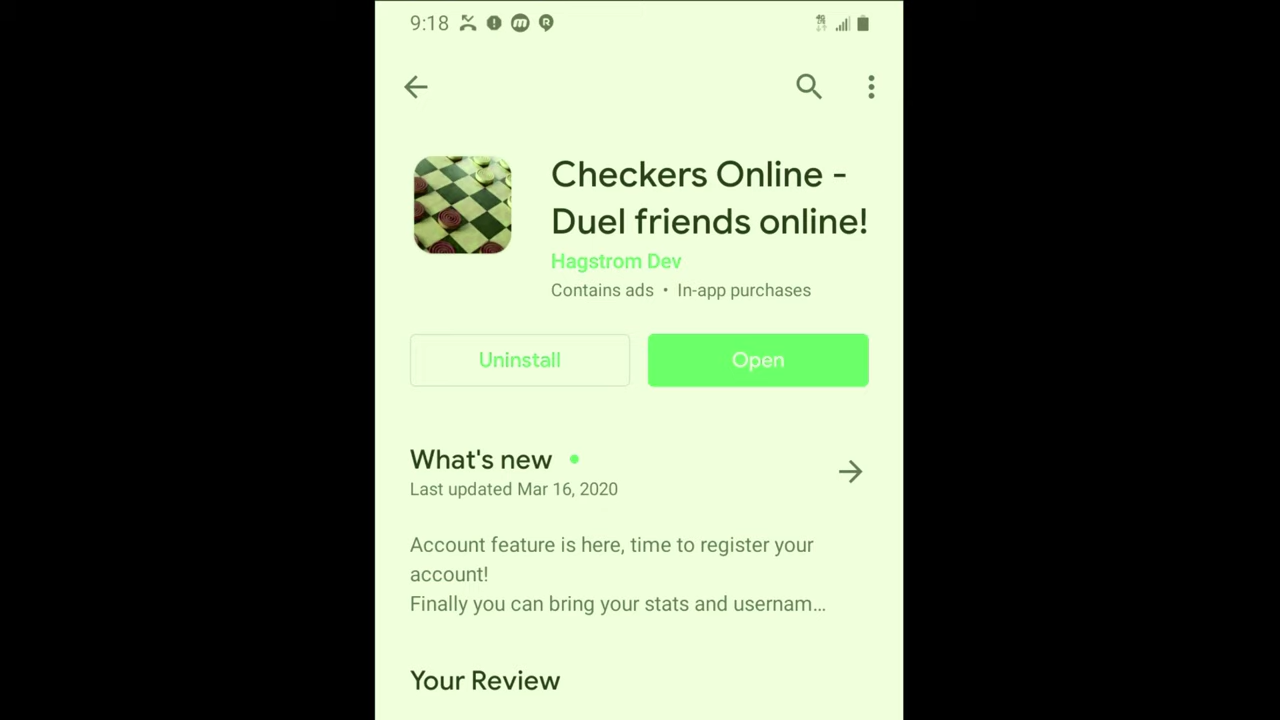 9:18
Checkers Online -
Duel friends online!
Hagstrom Dev
Contains ads • In-app purchases
Uninstall
Open
What's new
Last updated Mar 16, 2020
Account feature is here, time to register your
account!
Finally you can bring your stats and usernam...
Your Review